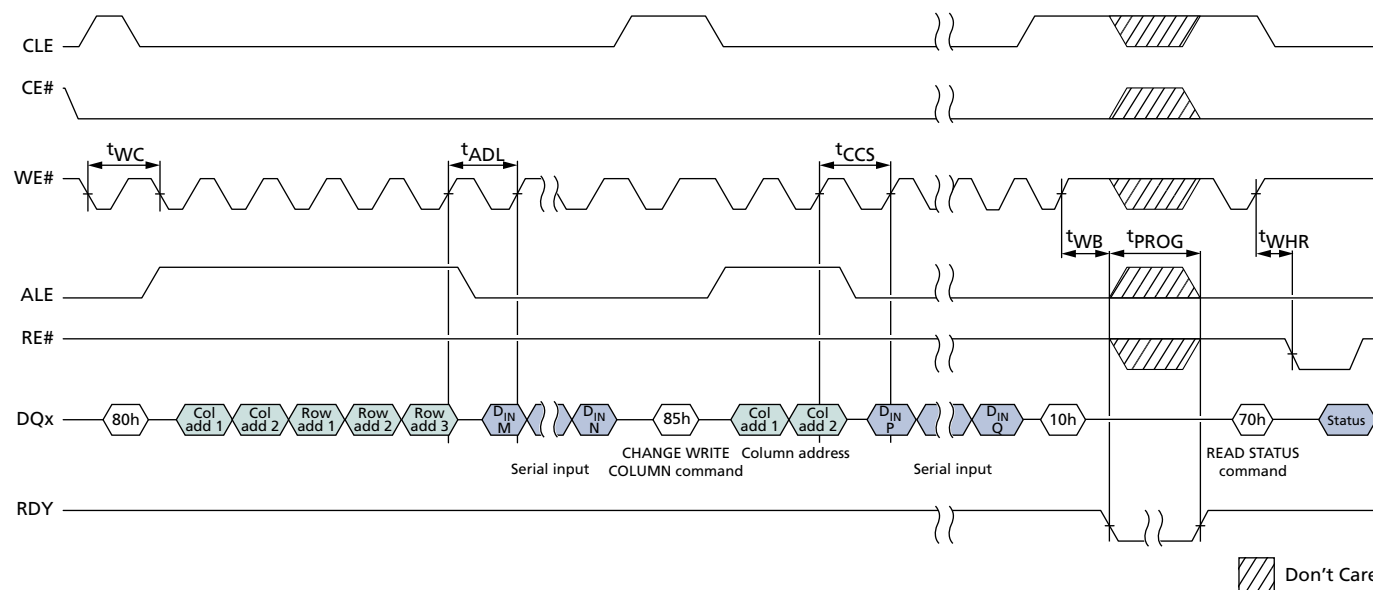 CLE
CE#
tWC
tADL
tCCS
WE#
tWB
tPROG
tWHR
ALE
RE#
DQx
80h
Col add 1
Col add 2
Row add 1
Row add 2
Row add 3
DIN M
DIN N
85h
Col add 1
Col add 2
DIN P
DIN Q
10h
70h
Status
Serial input
CHANGE WRITE
COLUMN command
Column address
Serial input
READ STATUS
command
RDY
Don't Care